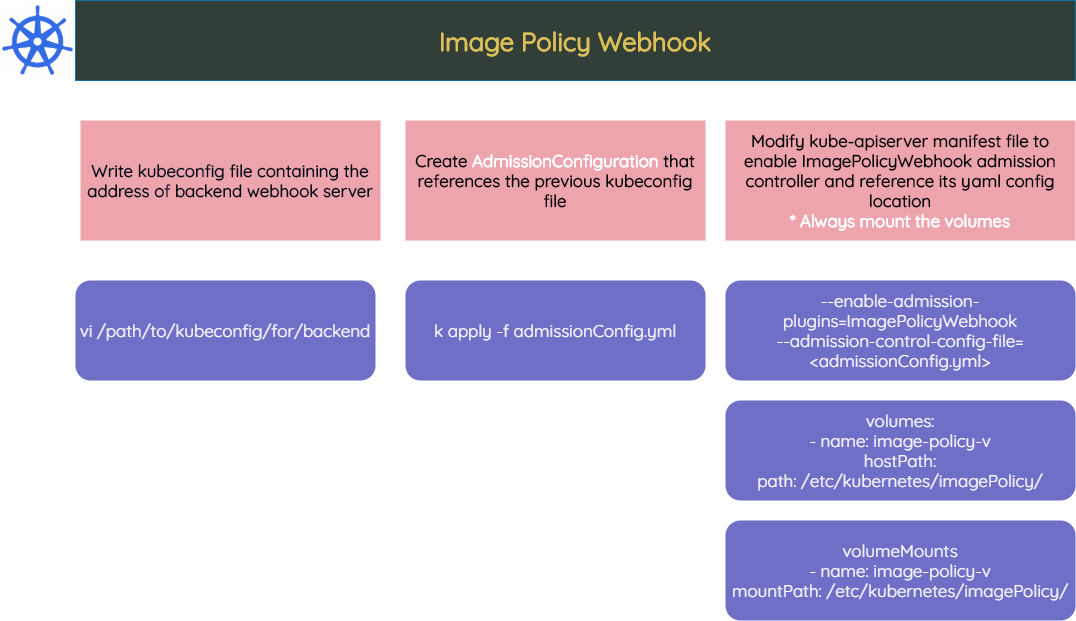 Image Policy Webhook
Write kubeconfig file containing the
address of backend webhook server
Create AdmissionConfiguration that
references the previous kubeconfig
file
Modify kube-apiserver manifest file to
enable ImagePolicyWebhook admission
controller and reference its yaml config
location
* Always mount the volumes
vi /path/to/kubeconfig/for/backend
k apply -f admissionConfig.yml
--enable-admission-
plugins=ImagePolicyWebhook
--admission-control-config-file=
<admissionConfig.yml>
volumes:
- name: image-policy-v
hostPath:
path: /etc/kubernetes/imagePolicy/
volumeMounts
- name: image-policy-v
mountPath: /etc/kubernetes/imagePolicy/